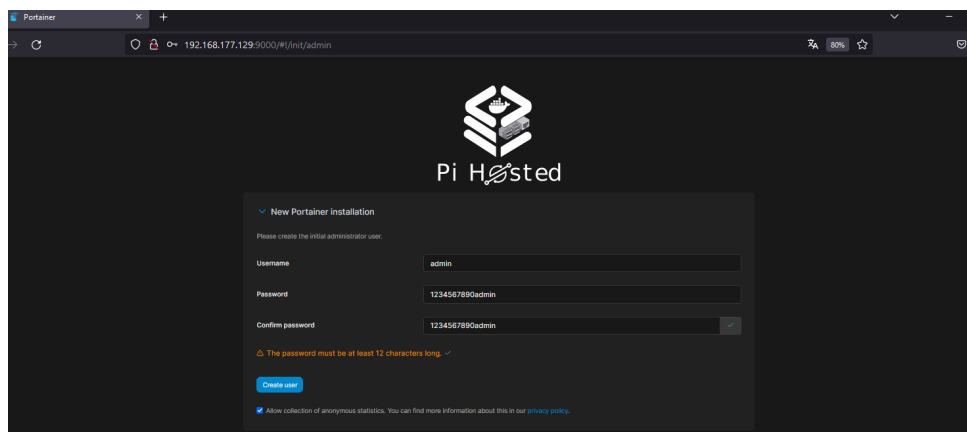 Portainer
192.168.177.129:9000/#!/init/admin
80%
Pi Hosted
New Portainer installation
Please create the initial administrator user.
Username
admin
Password
1234567890admin
Confirm password
1234567890admin
The password must be at least 12 characters long.
Create user
Allow collection of anonymous statistics. You can find more information about this in our privacy policy.